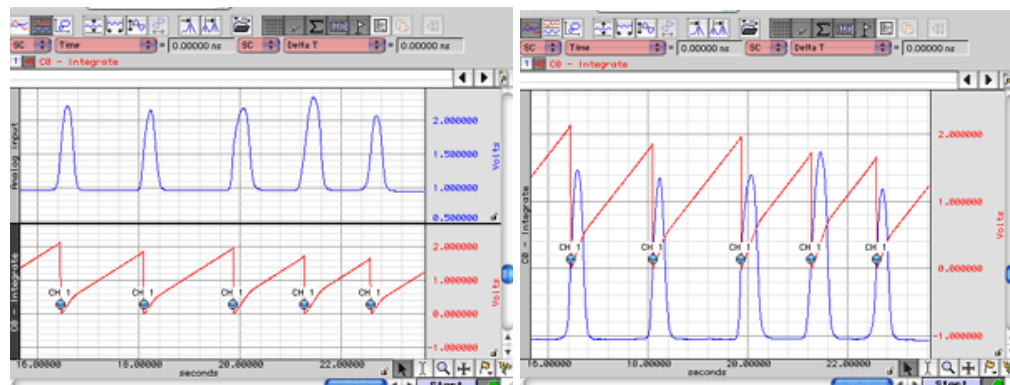 SC Time = 0.00000 ns SC Delta T = 0.00000 ns
1 C0 - Integrate
Analog input
2.000000
1.500000
1.000000
0.500000
Volts
C0 - Integrate
CH 1 CH 1 CH 1 CH 1 CH 1
2.000000
1.000000
0.000000
-1.000000
Volts
16.00000 18.00000 20.00000 22.00000
seconds
Start
SC Time = 0.00000 ns SC Delta T = 0.00000 ns
1 C0 - Integrate
C0 - Integrate
CH 1 CH 1 CH 1 CH 1 CH 1
2.000000
1.000000
0.000000
-1.000000
Volts
16.00000 18.00000 20.00000 22.00000
seconds
Start